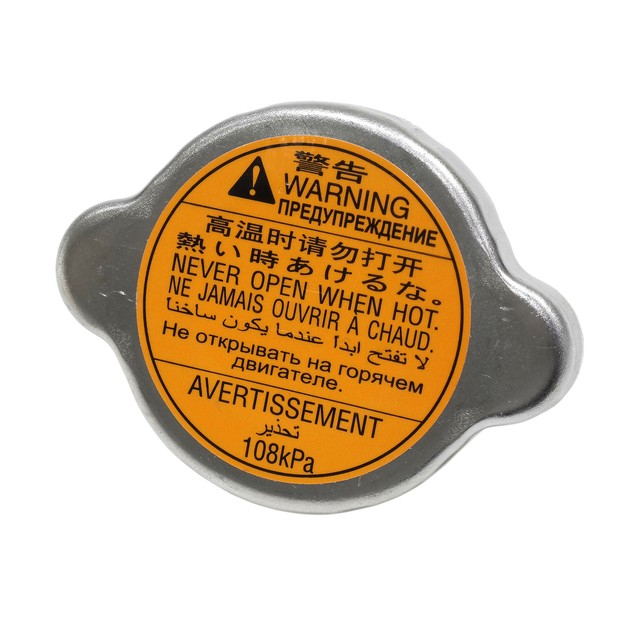 警告
WARNING
ПРЕДУПРЕЖДЕНИЕ
高温时请勿打开
熱い時あけるな。
NEVER OPEN WHEN HOT.
NE JAMAIS OUVRIR À CHAUD.
لا تفتح ابدأ عندما يكون ساخناً
Не открывать на горячем
двигателе.
AVERTISSEMENT
تحذير
108kPa